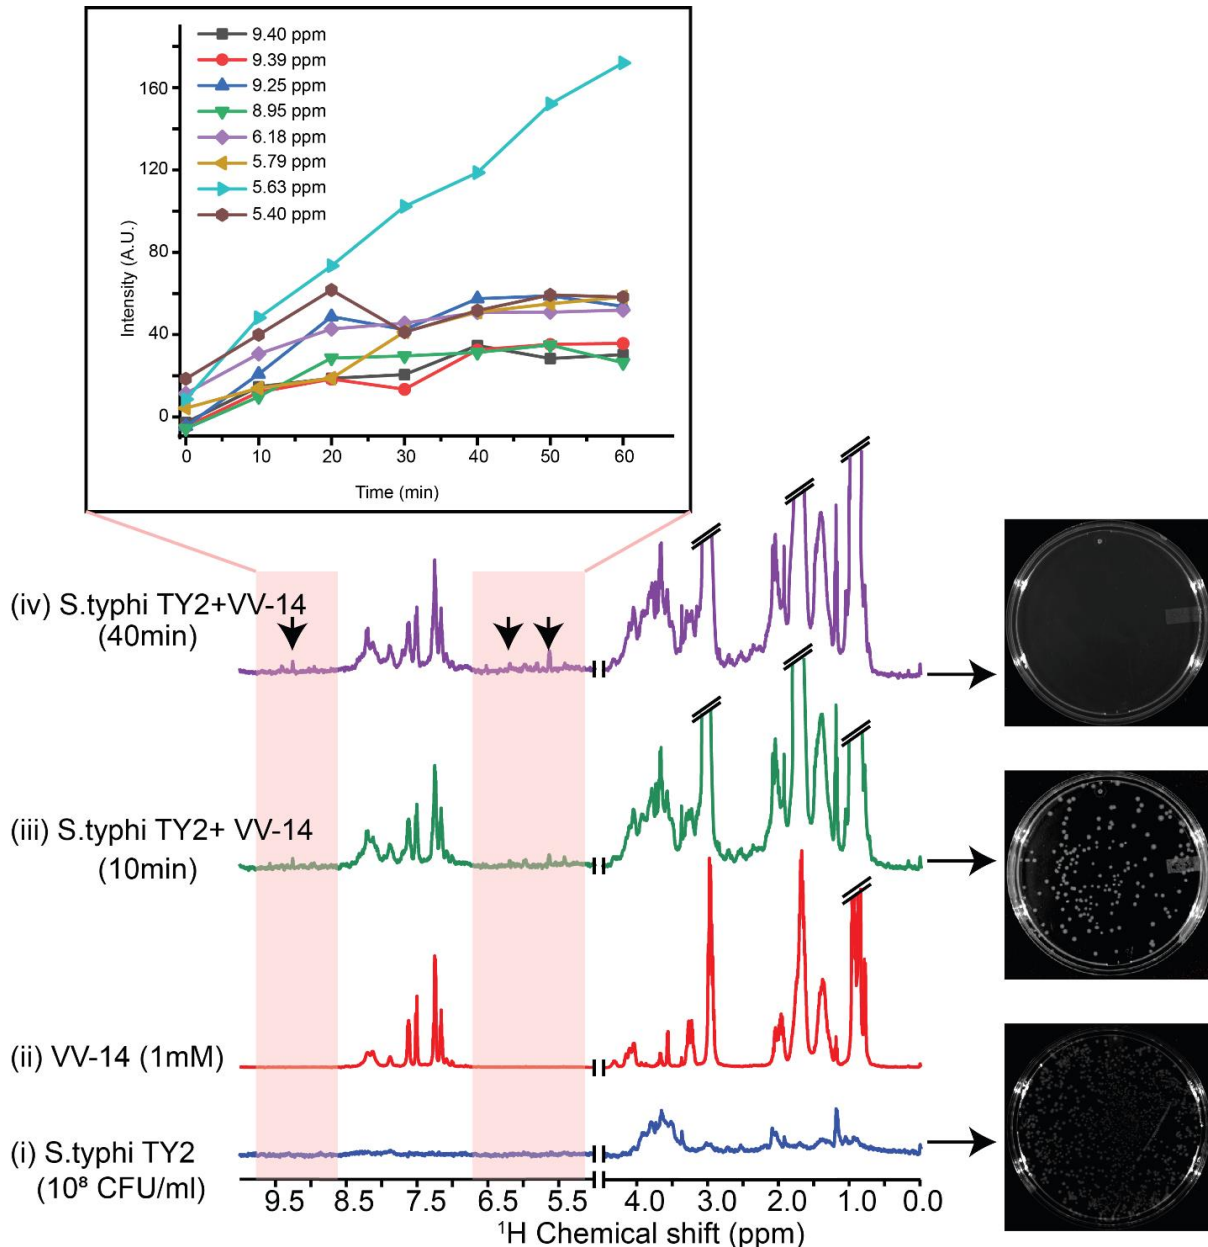 9.40 ppm
9.39 ppm
9.25 ppm
8.95 ppm
6.18 ppm
5.79 ppm
5.63 ppm
5.40 ppm
160
120
80
40
0
Intensity (A.U.)
0 10 20 30 40 50 60
Time (min)
(iv) S.typhi TY2+VV-14
(40min)
(iii) S.typhi TY2+ VV-14
(10min)
(ii) VV-14 (1mM)
(i) S.typhi TY2
(10⁸ CFU/ml)
9.5 8.5 7.5 6.5 5.5 4.0 3.0 2.0 1.0 0.0
¹H Chemical shift (ppm)